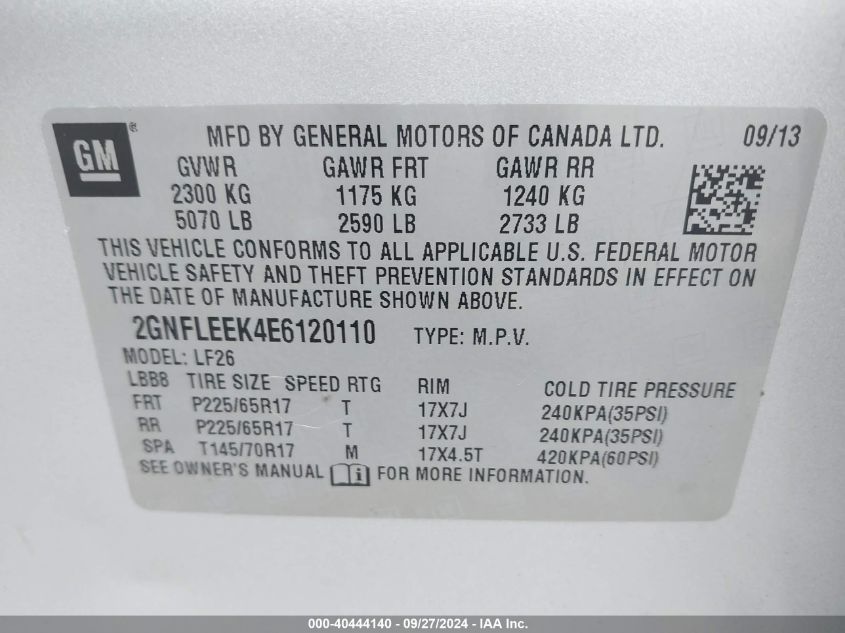 GM ®
MFD BY GENERAL MOTORS OF CANADA LTD. 09/13
GVWR GAWR FRT GAWR RR
2300 KG 1175 KG 1240 KG
5070 LB 2590 LB 2733 LB
THIS VEHICLE CONFORMS TO ALL APPLICABLE U.S. FEDERAL MOTOR
VEHICLE SAFETY AND THEFT PREVENTION STANDARDS IN EFFECT ON
THE DATE OF MANUFACTURE SHOWN ABOVE.
2GNFLEEK4E6120110 TYPE: M.P.V.
MODEL: LF26
LBB8 TIRE SIZE SPEED RTG RIM COLD TIRE PRESSURE
FRT P225/65R17 T 17X7J 240KPA(35PSI)
RR P225/65R17 T 17X7J 240KPA(35PSI)
SPA T145/70R17 M 17X4.5T 420KPA(60PSI)
SEE OWNER'S MANUAL FOR MORE INFORMATION.
000-40444140 - 09/27/2024 - IAA Inc.